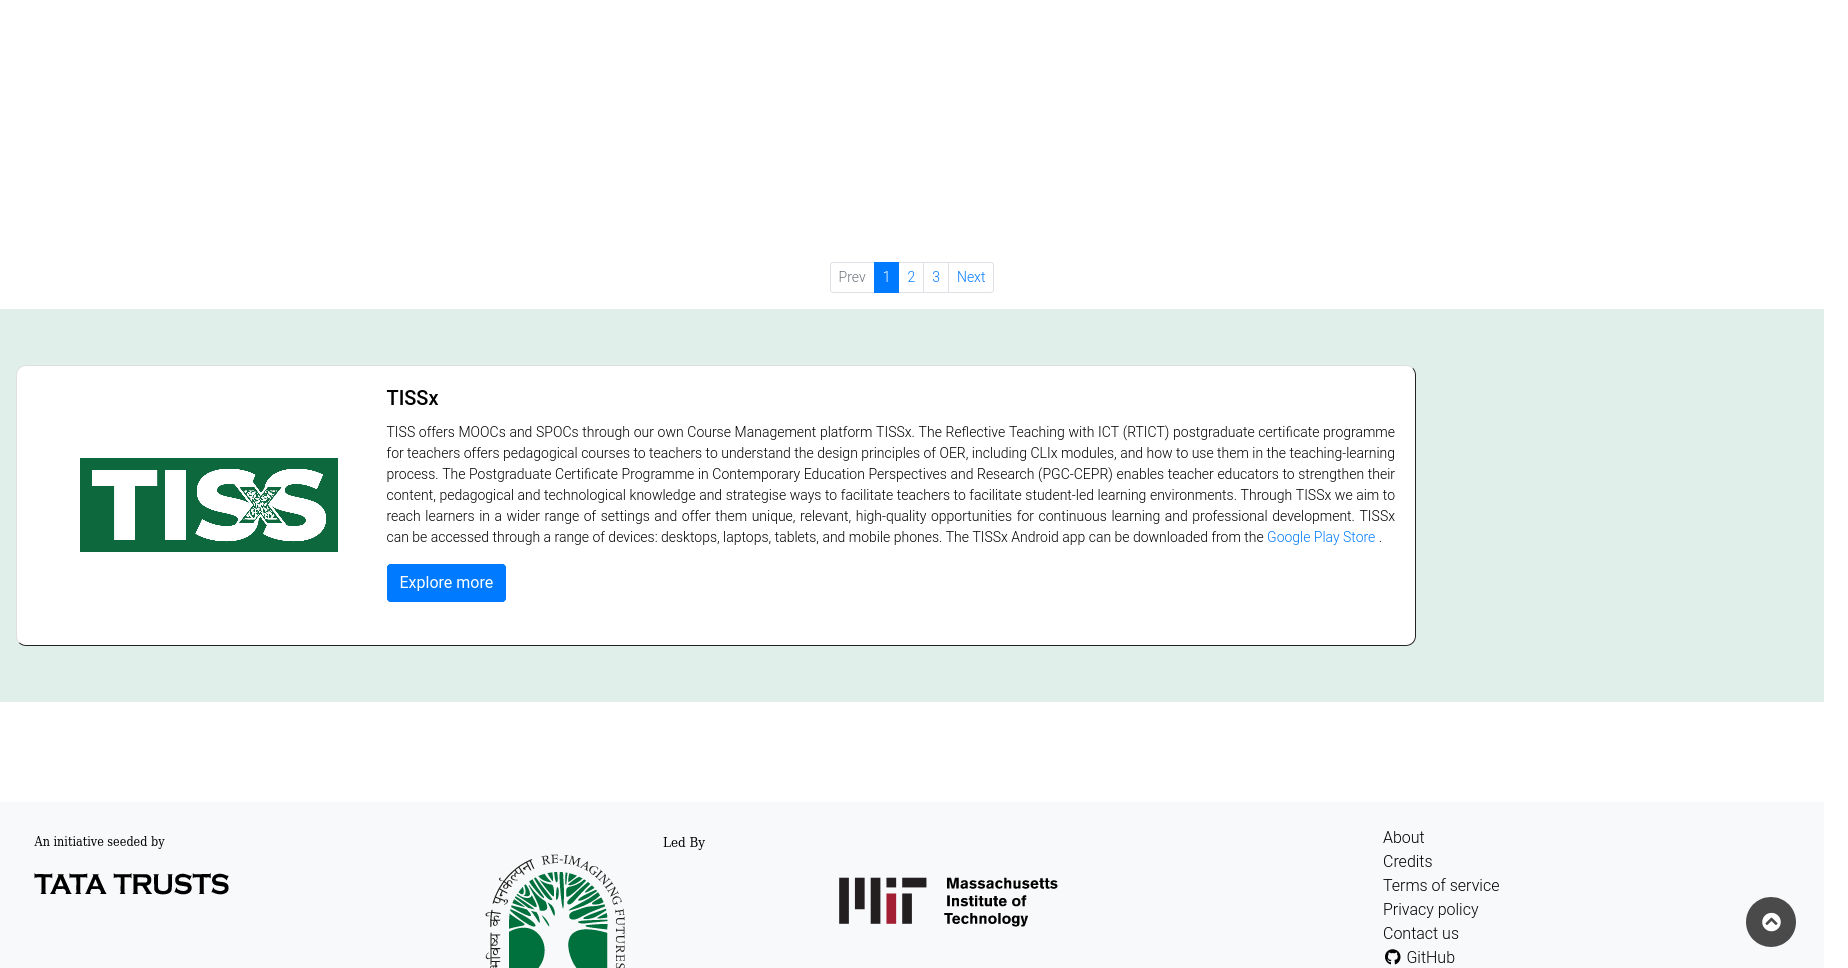 Prev 1 2 3 Next
TISSx
TISS offers MOOCs and SPOCs through our own Course Management platform TISSx. The Reflective Teaching with ICT (RTICT) postgraduate certificate programme
for teachers offers pedagogical courses to teachers to understand the design principles of OER, including CLIx modules, and how to use them in the teaching-learning
process. The Postgraduate Certificate Programme in Contemporary Education Perspectives and Research (PGC-CEPR) enables teacher educators to strengthen their
content, pedagogical and technological knowledge and strategise ways to facilitate teachers to facilitate student-led learning environments. Through TISSx we aim to
reach learners in a wider range of settings and offer them unique, relevant, high-quality opportunities for continuous learning and professional development. TISSx
can be accessed through a range of devices: desktops, laptops, tablets, and mobile phones. The TISSx Android app can be downloaded from the Google Play Store .
TISS
x
Explore more
An initiative seeded by
TATA TRUSTS
भविष्य की पुनर्कल्पना RE-IMAGINING FUTURES
Led By
MIT
Massachusetts
Institute of
Technology
About
Credits
Terms of service
Privacy policy
Contact us
GitHub